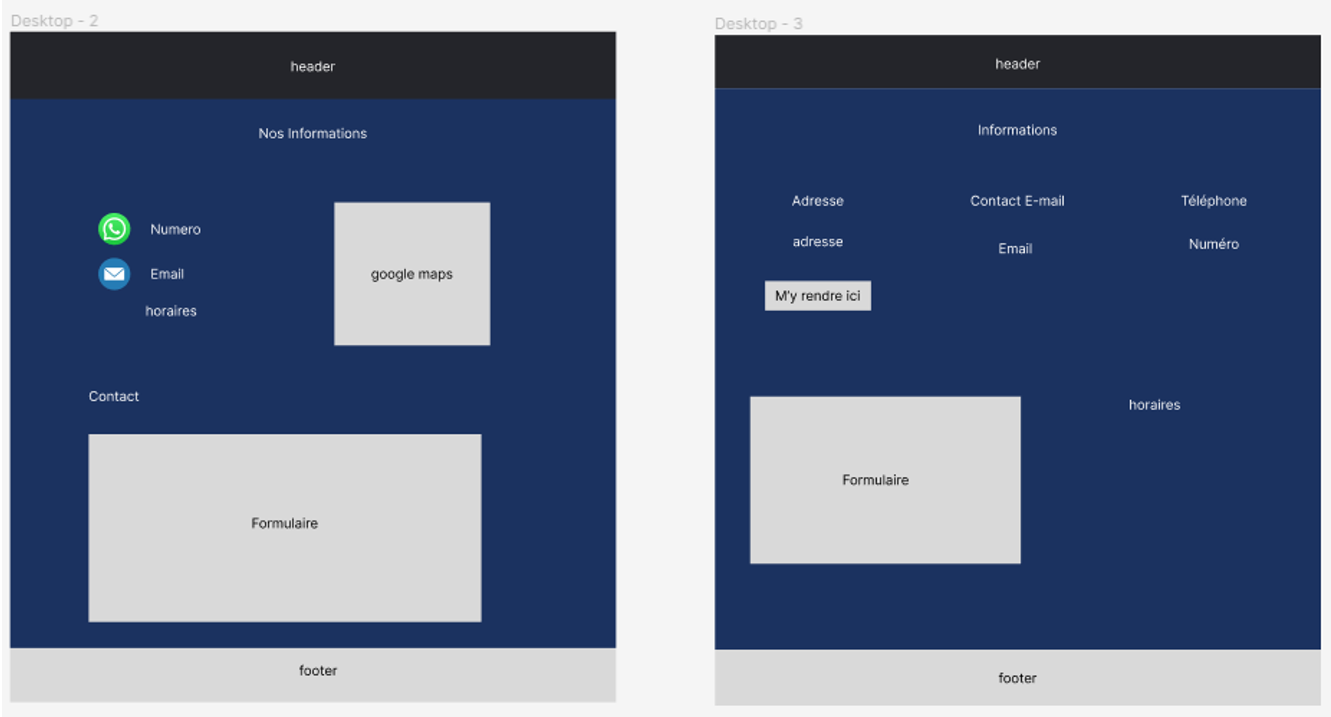 Desktop - 2
header
Nos Informations
Numero
Email
horaires
google maps
Contact
Formulaire
footer
Desktop - 3
header
Informations
Adresse
Contact E-mail
Téléphone
adresse
Email
Numéro
M'y rendre ici
Formulaire
horaires
footer